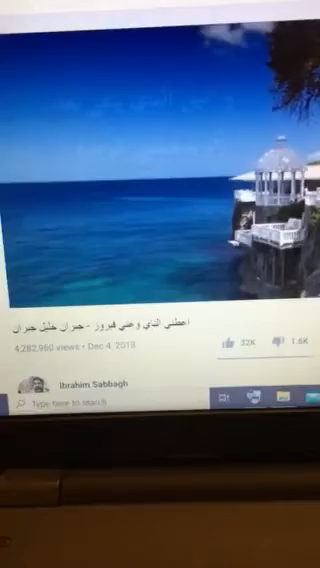 اعطني الناي وغني فيروز - جبران خليل جبران
4,282,960 views • Dec 4, 2013
32K
1.6K
Ibrahim Sabbagh
Type here to search